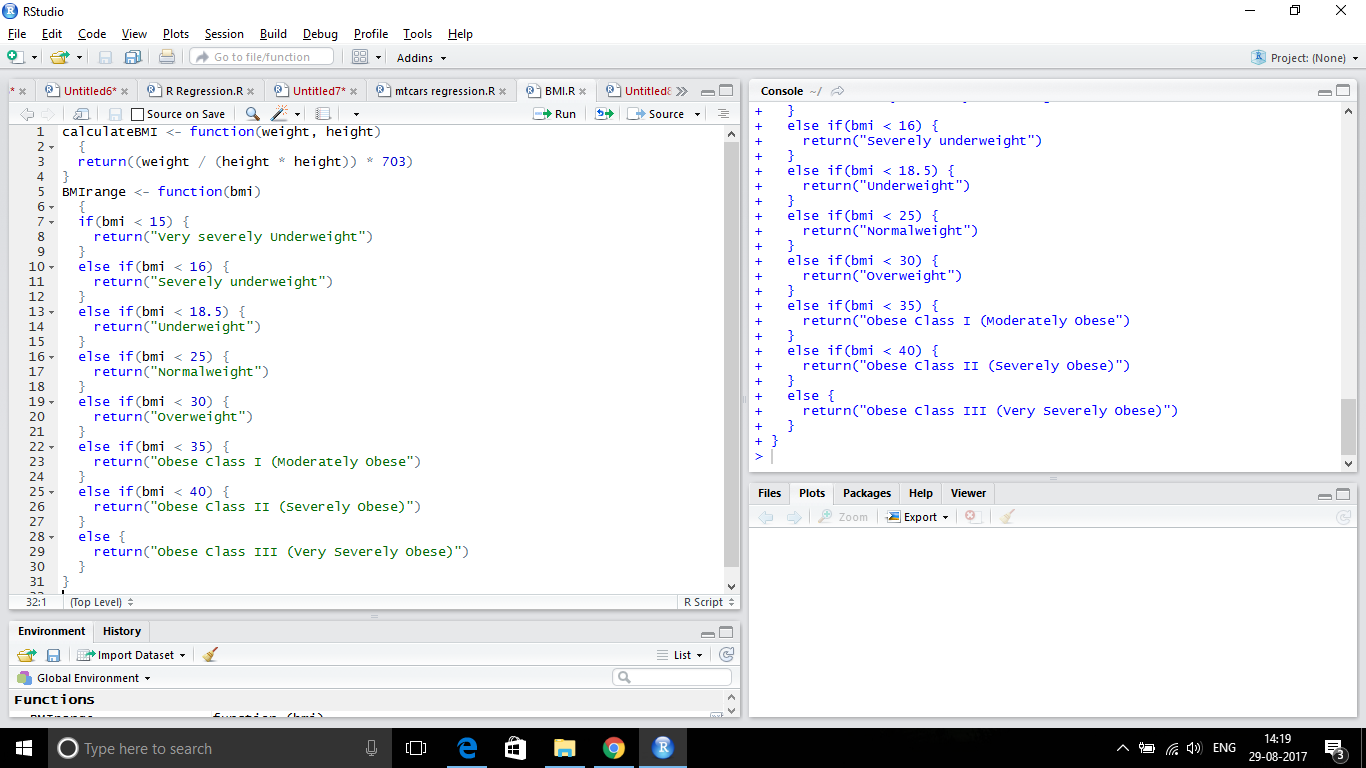 RStudio
File Edit Code View Plots Session Build Debug Profile Tools Help
Go to file/function Addins Project: (None)
* Untitled6* R Regression.R Untitled7* mtcars regression.R BMI.R Untitled8
Source on Save Run Source
1 calculateBMI <- function(weight, height)
2 {
3 return((weight / (height * height)) * 703)
4 }
5 BMIrange <- function(bmi)
6 {
7 if(bmi < 15) {
8 return("Very severely Underweight")
9 }
10 else if(bmi < 16) {
11 return("Severely underweight")
12 }
13 else if(bmi < 18.5) {
14 return("Underweight")
15 }
16 else if(bmi < 25) {
17 return("Normalweight")
18 }
19 else if(bmi < 30) {
20 return("Overweight")
21 }
22 else if(bmi < 35) {
23 return("Obese Class I (Moderately Obese")
24 }
25 else if(bmi < 40) {
26 return("Obese Class II (Severely Obese)")
27 }
28 else {
29 return("Obese Class III (Very Severely Obese)")
30 }
31 }
32:1 (Top Level) R Script
Environment History
Import Dataset List
Global Environment
Functions
BMIrange function (bmi)
Console ~/
+ }
+ else if(bmi < 16) {
+ return("Severely underweight")
+ }
+ else if(bmi < 18.5) {
+ return("Underweight")
+ }
+ else if(bmi < 25) {
+ return("Normalweight")
+ }
+ else if(bmi < 30) {
+ return("Overweight")
+ }
+ else if(bmi < 35) {
+ return("Obese Class I (Moderately Obese")
+ }
+ else if(bmi < 40) {
+ return("Obese Class II (Severely Obese)")
+ }
+ else {
+ return("Obese Class III (Very Severely Obese)")
+ }
+ }
>
Files Plots Packages Help Viewer
Zoom Export
Type here to search
ENG
14:19
29-08-2017
3